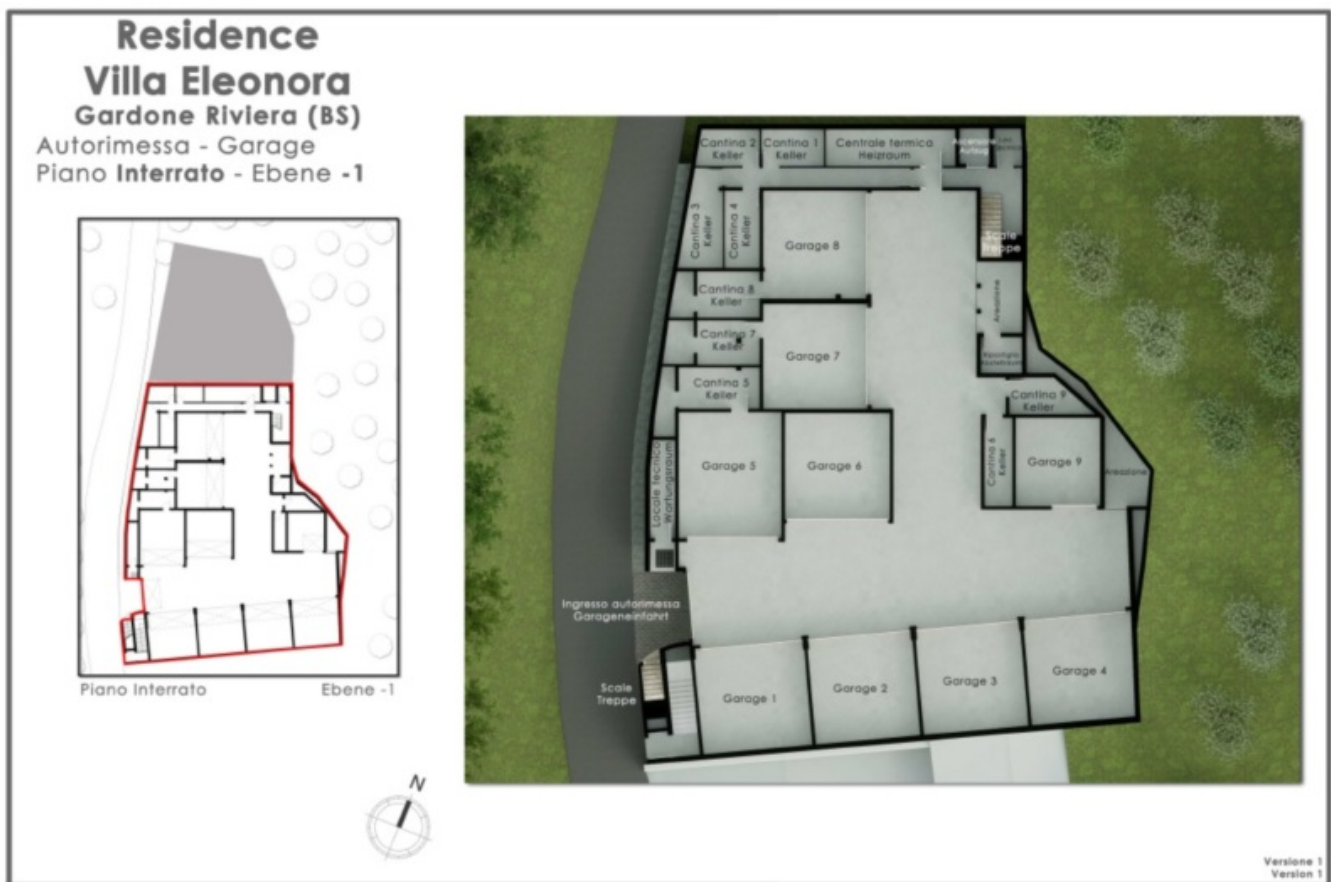 Residence
Villa Eleonora
Gardone Riviera (BS)
Autorimessa - Garage
Piano Interrato - Ebene -1
Piano Interrato
Ebene -1
N
Cantina 2
Keller
Cantina 1
Keller
Centrale termica
Heizraum
Cantina 3
Keller
Cantina 4
Keller
Garage 8
Scale
Treppe
Cantina 8
Keller
Areazione
Cantina 7
Keller
Garage 7
Cantina 5
Keller
Cantina 9
Keller
Garage 5
Garage 6
Cantina 6
Keller
Garage 9
Areazione
Locale tecnico
Wartungsraum
Ingresso autorimessa
Garageneinfahrt
Scale
Treppe
Garage 1
Garage 2
Garage 3
Garage 4
Versione 1
Version 1